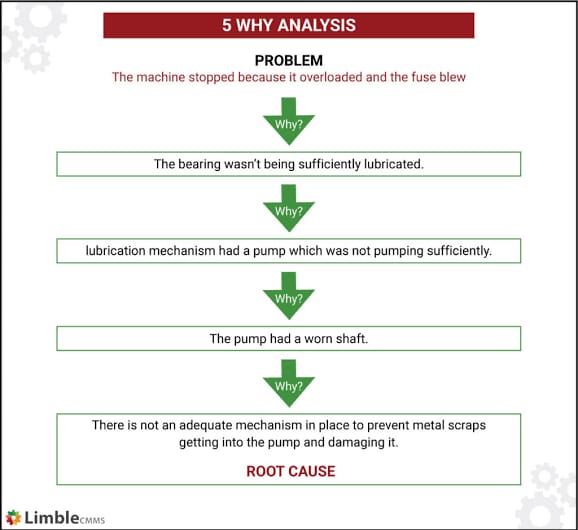 5 WHY ANALYSIS
PROBLEM
The machine stopped because it overloaded and the fuse blew
Why?
The bearing wasn't being sufficiently lubricated.
Why?
lubrication mechanism had a pump which was not pumping sufficiently.
Why?
The pump had a worn shaft.
Why?
There is not an adequate mechanism in place to prevent metal scraps
getting into the pump and damaging it.
ROOT CAUSE
Limble CMMS